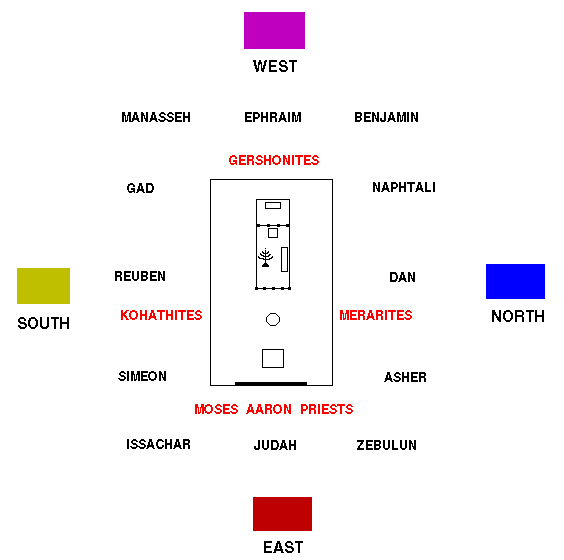 WEST
MANASSEH EPHRAIM BENJAMIN
GERSHONITES
GAD NAPHTALI
REUBEN DAN
KOHATHITES MERARITES
SOUTH NORTH
SIMEON ASHER
MOSES AARON PRIESTS
ISSACHAR JUDAH ZEBULUN
EAST